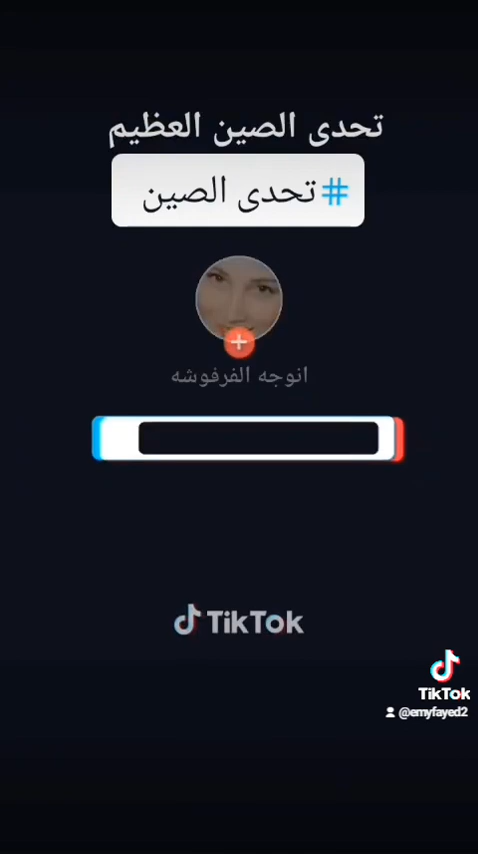 تحدى الصين العظيم
#تحدى الصين
انوجه الفرفوشه
TikTok
TikTok
@emyfayed2